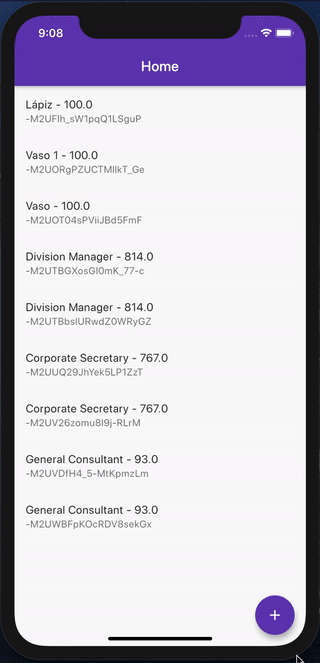 9:08
Home
Lápiz - 100.0
-M2UFIh_sW1pqQ1LSguP
Vaso 1 - 100.0
-M2UORgPZUCTMllkT_Ge
Vaso - 100.0
-M2UOT04sPViiJBd5FmF
Division Manager - 814.0
-M2UTBGXosGl0mK_77-c
Division Manager - 814.0
-M2UTBbslURwdZ0WRyGZ
Corporate Secretary - 767.0
-M2UUQ29JhYek5LP1ZzT
Corporate Secretary - 767.0
-M2UV26zomu8I9j-RLrM
General Consultant - 93.0
-M2UVDfH4_5-MtKpmzLm
General Consultant - 93.0
-M2UWBFpKOcRDV8sekGx
+